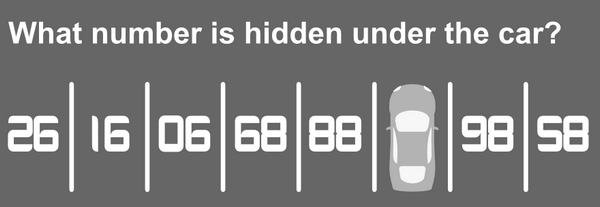 What number is hidden under the car?
26 16 06 68 88 98 58